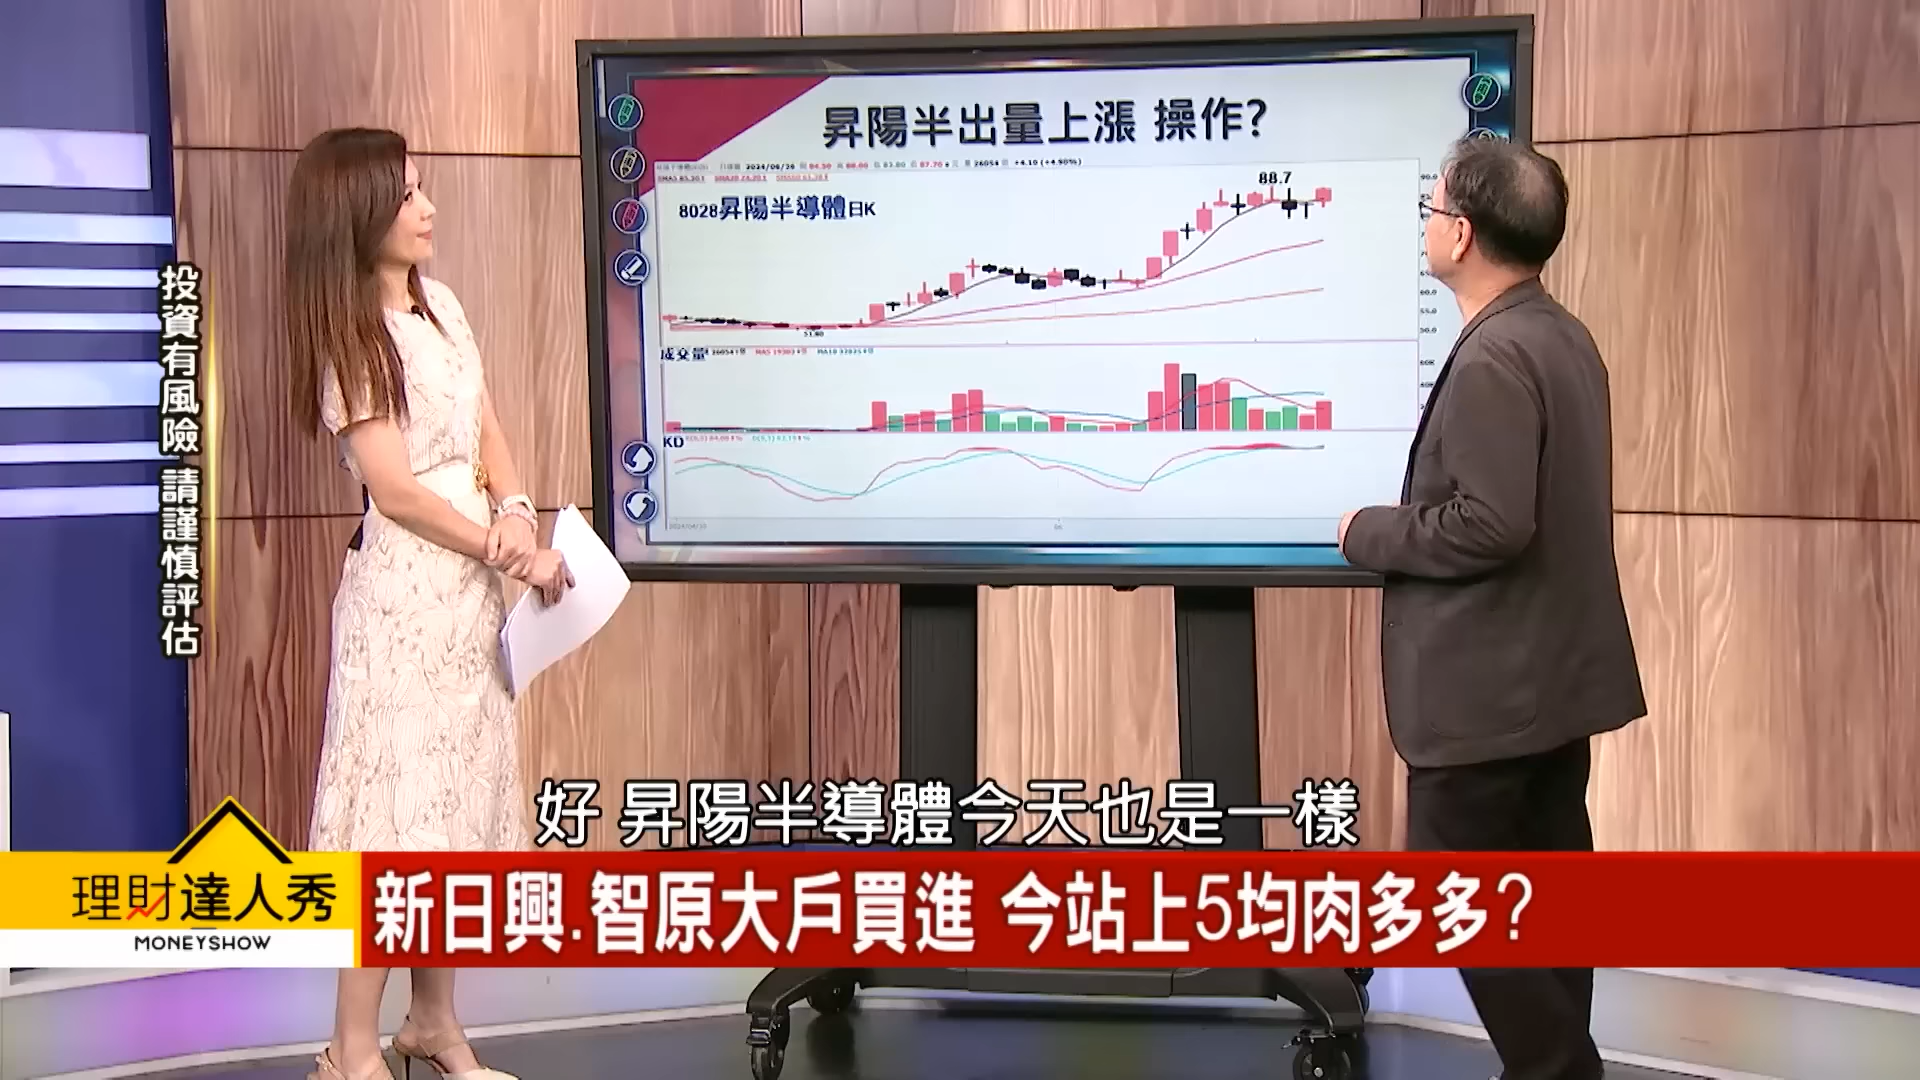 昇陽半出量上漲 操作?
2024/06/26
88.7
8028昇陽半導體日K
51.80
成交量
KD
投資有風險 請謹慎評估
好 昇陽半導體今天也是一樣
理財達人秀
MONEYSHOW
新日興.智原大戶買進 今站上5均肉多多?